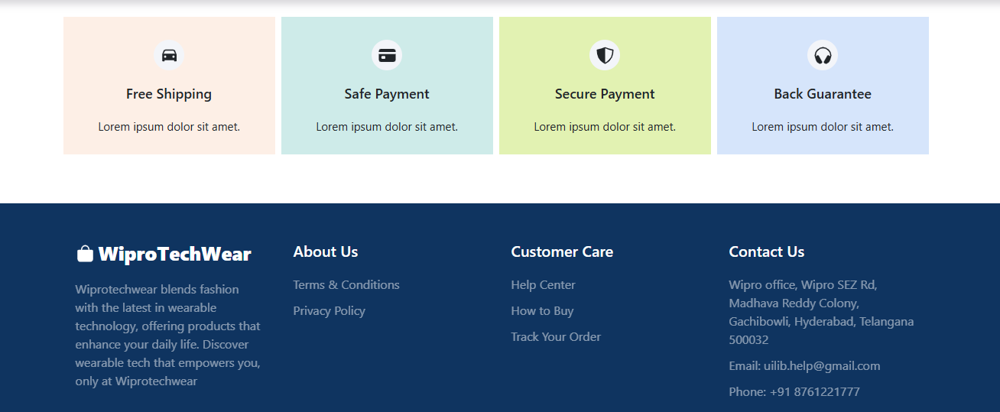 Free Shipping
Lorem ipsum dolor sit amet.
Safe Payment
Lorem ipsum dolor sit amet.
Secure Payment
Lorem ipsum dolor sit amet.
Back Guarantee
Lorem ipsum dolor sit amet.
WiproTechWear
Wiprotechwear blends fashion
with the latest in wearable
technology, offering products that
enhance your daily life. Discover
wearable tech that empowers you,
only at Wiprotechwear
About Us
Terms & Conditions
Privacy Policy
Customer Care
Help Center
How to Buy
Track Your Order
Contact Us
Wipro office, Wipro SEZ Rd,
Madhava Reddy Colony,
Gachibowli, Hyderabad, Telangana
500032
Email: uilib.help@gmail.com
Phone: +91 8761221777